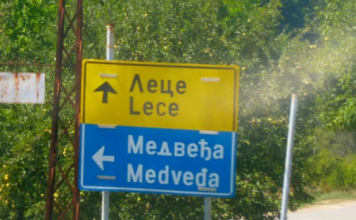 Леце
Lece
Медвеђа
Medveđa